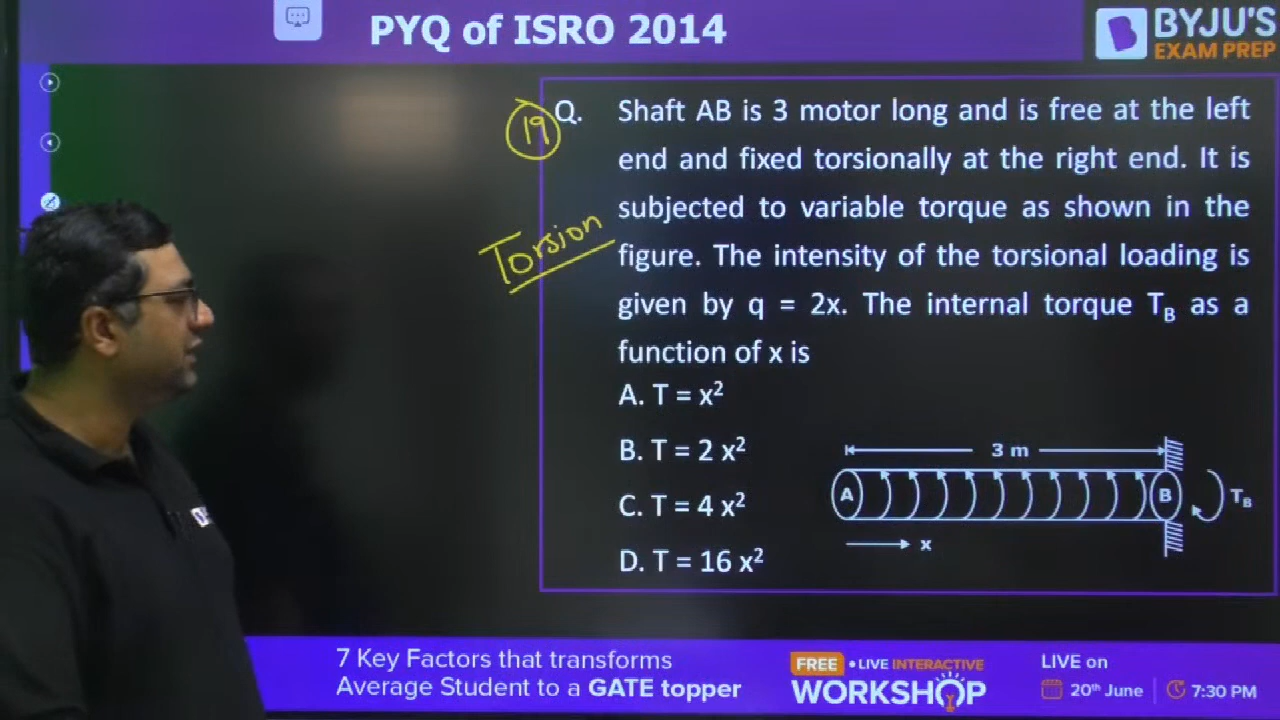 PYQ of ISRO 2014
BYJU'S
EXAM PREP
19
Torsion
Q. Shaft AB is 3 motor long and is free at the left
end and fixed torsionally at the right end. It is
subjected to variable torque as shown in the
figure. The intensity of the torsional loading is
given by q = 2x. The internal torque T_B as a
function of x is
A. T = x²
B. T = 2 x²
C. T = 4 x²
D. T = 16 x²
3 m
A
B
T_B
x
7 Key Factors that transforms
Average Student to a GATE topper
FREE • LIVE INTERACTIVE
WORKSHOP
LIVE on
20th June
7:30 PM